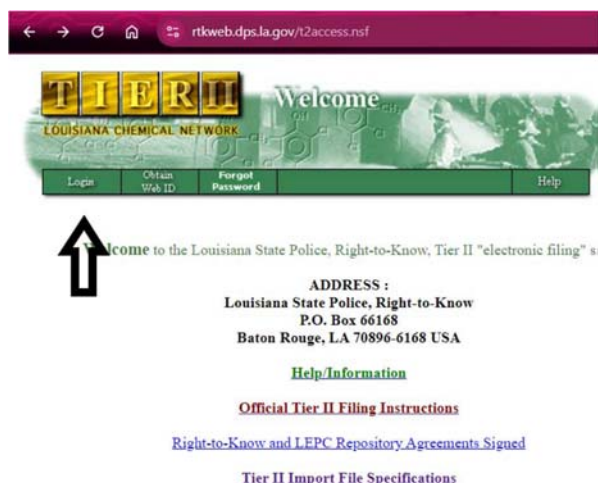 rtkweb.dps.la.gov/t2access.nsf
TIER II
Welcome
LOUISIANA CHEMICAL NETWORK
Login
Obtain
Web ID
Forgot
Password
Help
Welcome to the Louisiana State Police, Right-to-Know, Tier II "electronic filing" s
ADDRESS :
Louisiana State Police, Right-to-Know
P.O. Box 66168
Baton Rouge, LA 70896-6168 USA
Help/Information
Official Tier II Filing Instructions
Right-to-Know and LEPC Repository Agreements Signed
Tier II Import File Specifications